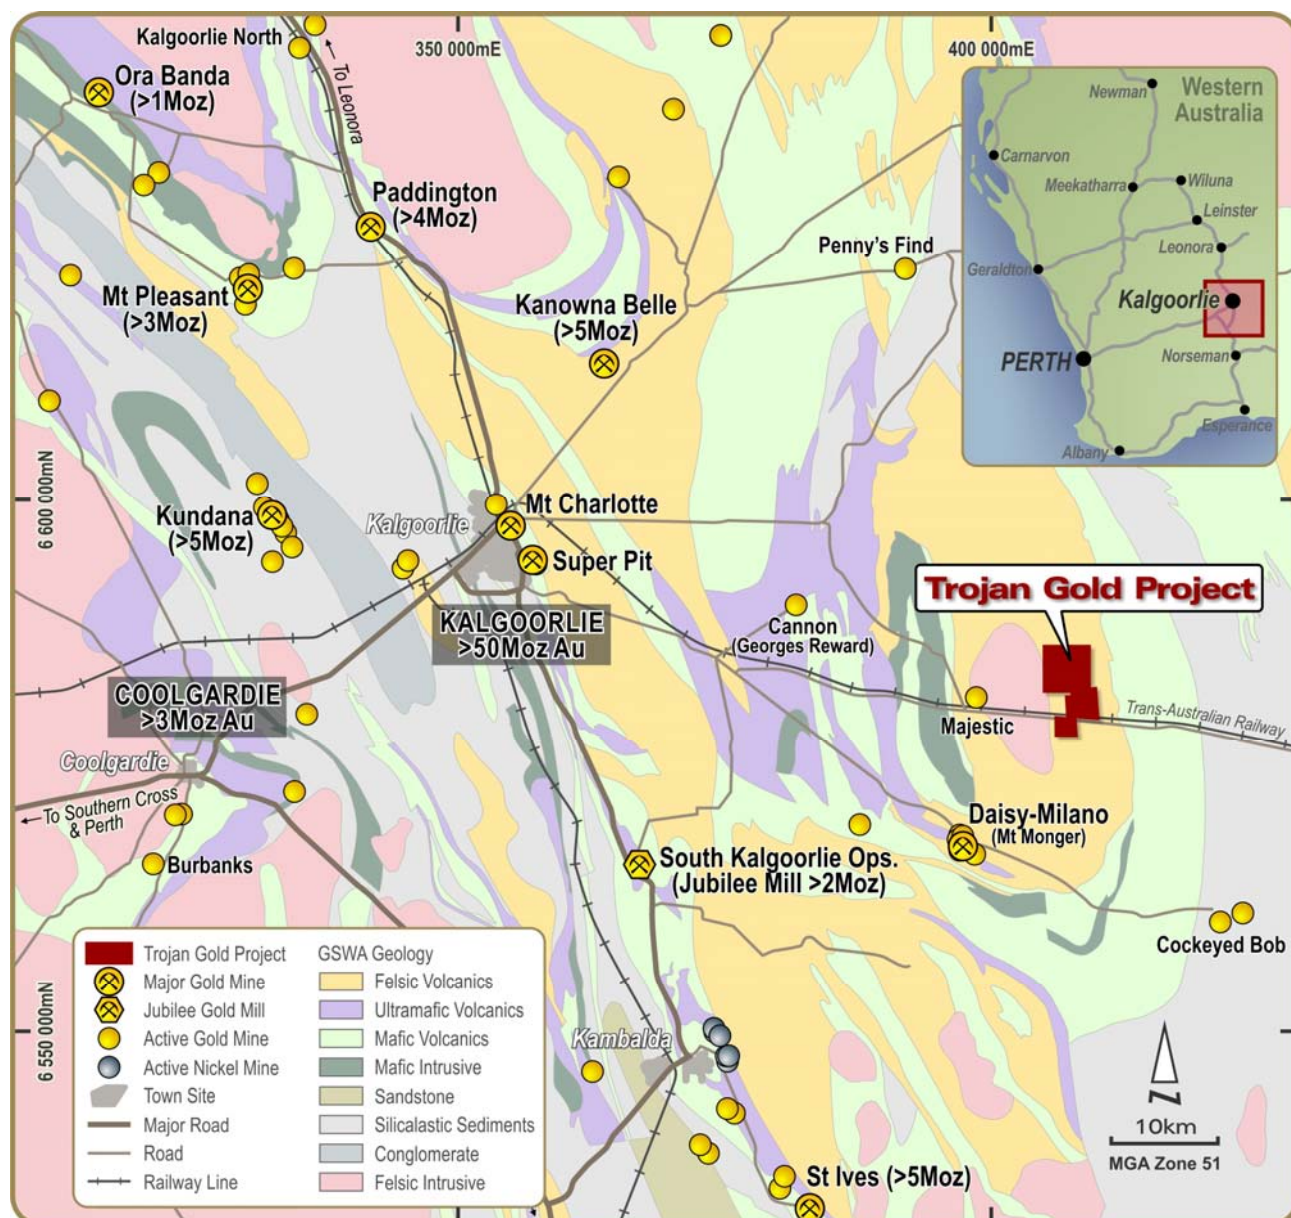 350 000mE
400 000mE
Kalgoorlie North
To Leonora
Ora Banda
(>1Moz)
Paddington
(>4Moz)
Mt Pleasant
(>3Moz)
Kanowna Belle
(>5Moz)
Penny's Find
Western
Australia
Newman
Carnarvon
Meekatharra
Wiluna
Leinster
Leonora
Geraldton
Kalgoorlie
PERTH
Norseman
Esperance
Albany
6 600 000mN
Kundana
(>5Moz)
Kalgoorlie
Mt Charlotte
Super Pit
KALGOORLIE
>50Moz Au
Trojan Gold Project
Cannon
(Georges Reward)
COOLGARDIE
>3Moz Au
Majestic
Trans-Australian Railway
Coolgardie
To Southern Cross
& Perth
Burbanks
Daisy-Milano
(Mt Monger)
South Kalgoorlie Ops.
(Jubilee Mill >2Moz)
Cockeyed Bob
6 550 000mN
Kambalda
St Ives (>5Moz)
Trojan Gold Project
Major Gold Mine
Jubilee Gold Mill
Active Gold Mine
Active Nickel Mine
Town Site
Major Road
Road
Railway Line
GSWA Geology
Felsic Volcanics
Ultramafic Volcanics
Mafic Volcanics
Mafic Intrusive
Sandstone
Silicalastic Sediments
Conglomerate
Felsic Intrusive
N
10km
MGA Zone 51